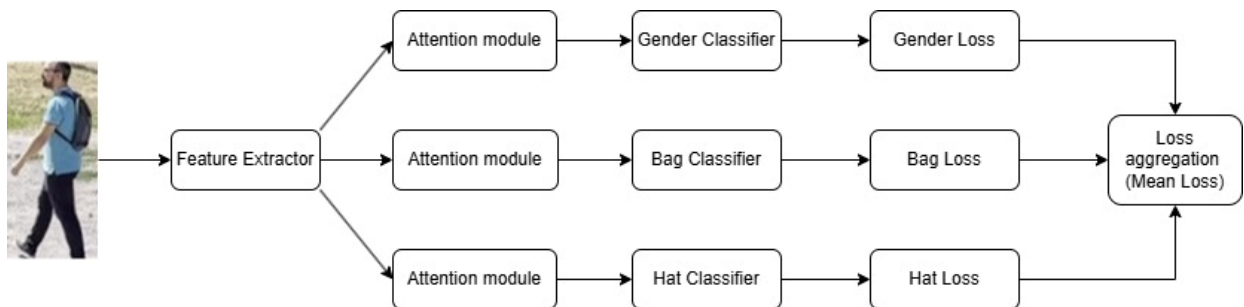 Attention module
Gender Classifier
Gender Loss
Feature Extractor
Attention module
Bag Classifier
Bag Loss
Loss
aggregation
(Mean Loss)
Attention module
Hat Classifier
Hat Loss